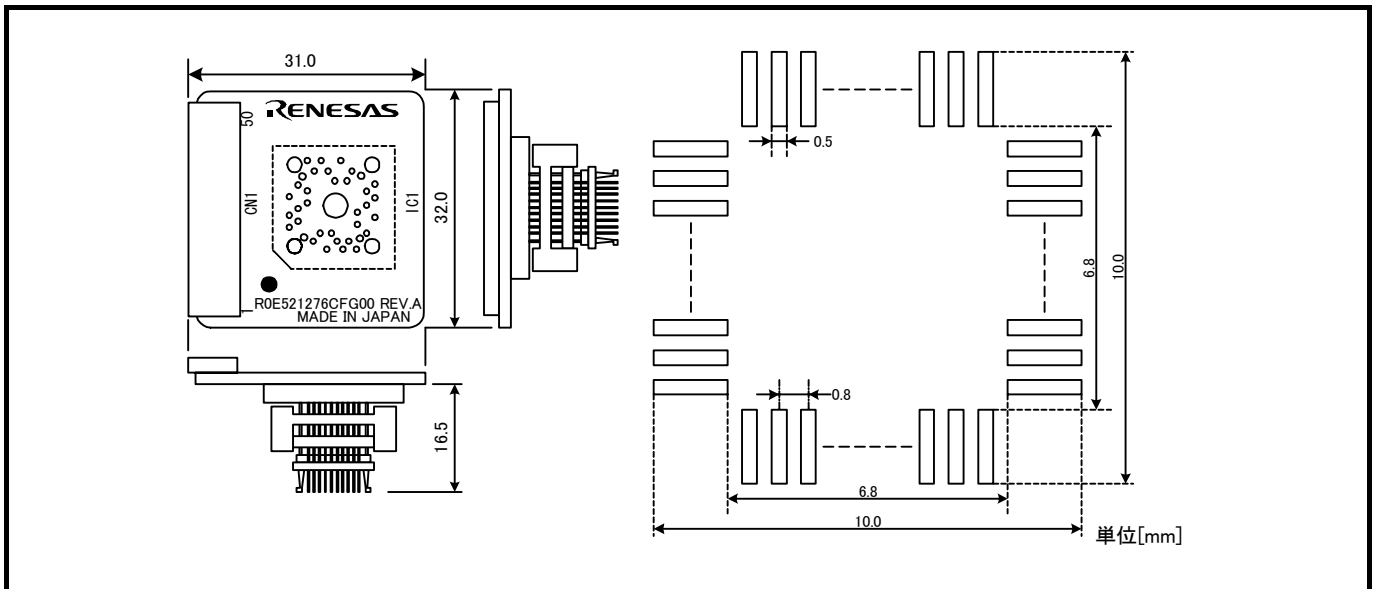 31.0
RENESAS
50
CN1
IC1
32.0
1
R0E521276CFG00 REV.A
MADE IN JAPAN
16.5
0.5
6.8
10.0
0.8
6.8
10.0
単位[mm]